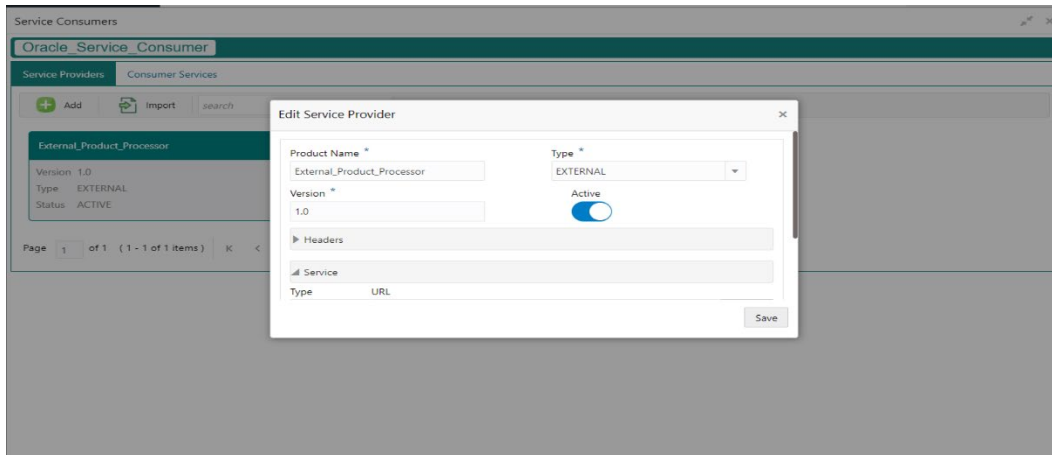 Service Consumers
Oracle_Service_Consumer
Service Providers Consumer Services
Add Import search
External_Product_Processor
Version 1.0
Type EXTERNAL
Status ACTIVE
Page 1 of 1 (1 - 1 of 1 items)
Edit Service Provider
Product Name * Type *
External_Product_Processor EXTERNAL
Version * Active
1.0
Headers
Service
Type URL
Save